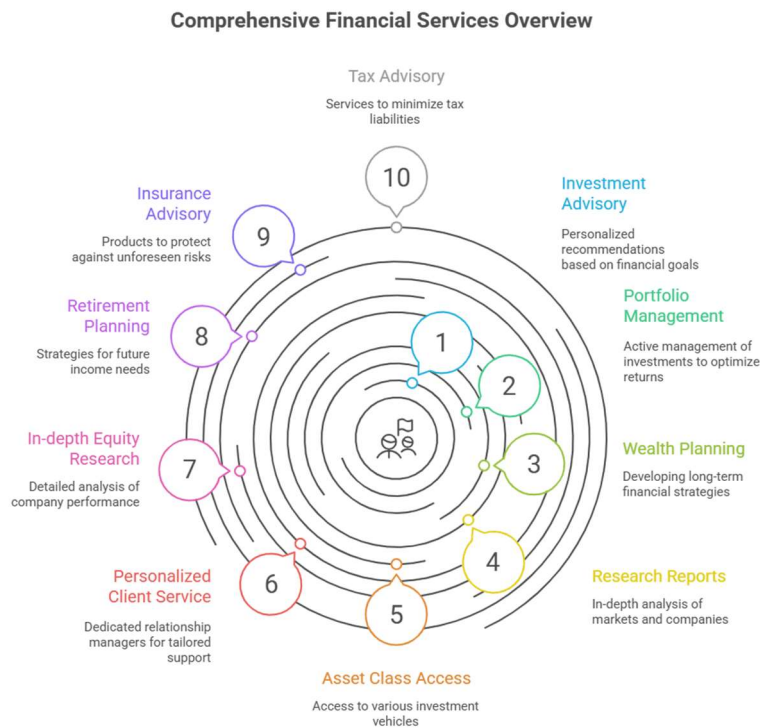 Comprehensive Financial Services Overview
Tax Advisory
Services to minimize tax
liabilities
10
Insurance
Advisory
Products to protect
against unforeseen risks
9
Investment
Advisory
Personalized
recommendations
based on financial goals
Retirement
Planning
Strategies for future
income needs
8
1
Portfolio
Management
Active management of
investments to optimize
returns
2
In-depth Equity
Research
Detailed analysis of
company performance
7
3
Wealth Planning
Developing long-term
financial strategies
Personalized
Client Service
Dedicated relationship
managers for tailored
support
6
4
Research Reports
In-depth analysis of
markets and companies
5
Asset Class Access
Access to various investment
vehicles